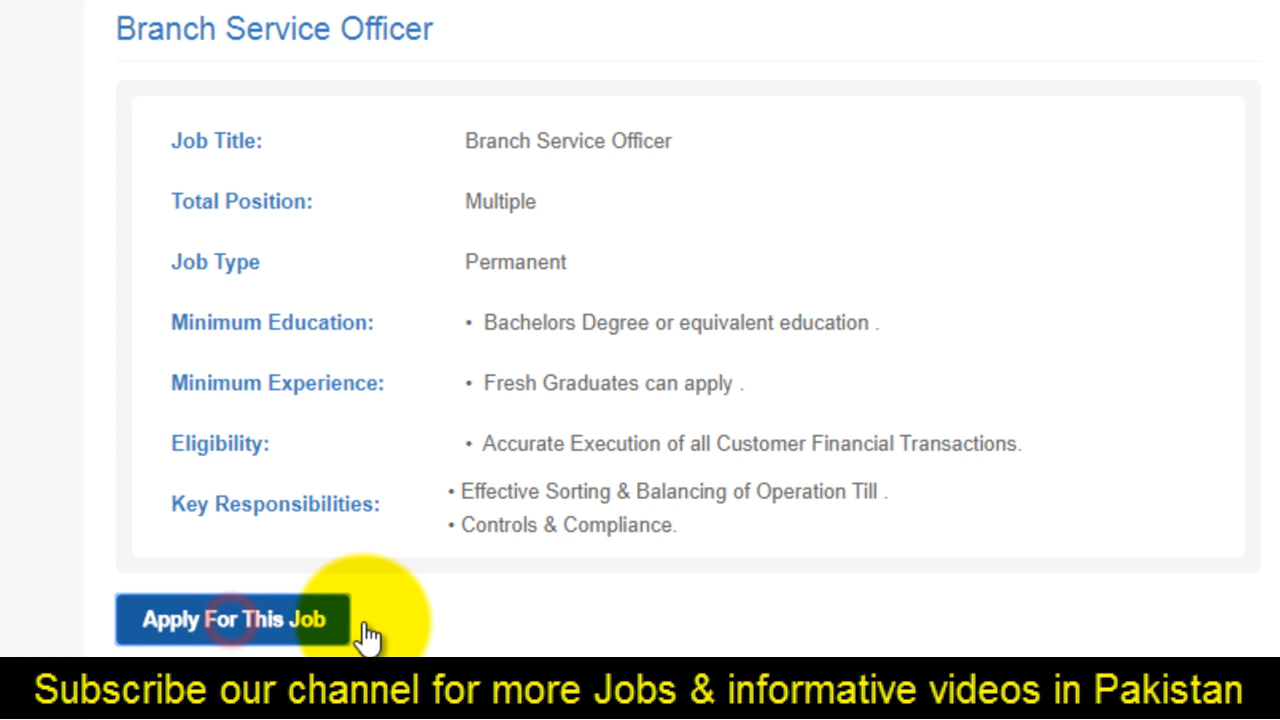 Branch Service Officer
Job Title: Branch Service Officer
Total Position: Multiple
Job Type Permanent
Minimum Education: • Bachelors Degree or equivalent education .
Minimum Experience: • Fresh Graduates can apply .
Eligibility: • Accurate Execution of all Customer Financial Transactions.
Key Responsibilities: • Effective Sorting & Balancing of Operation Till .
• Controls & Compliance.
Apply For This Job
Subscribe our channel for more Jobs & informative videos in Pakistan